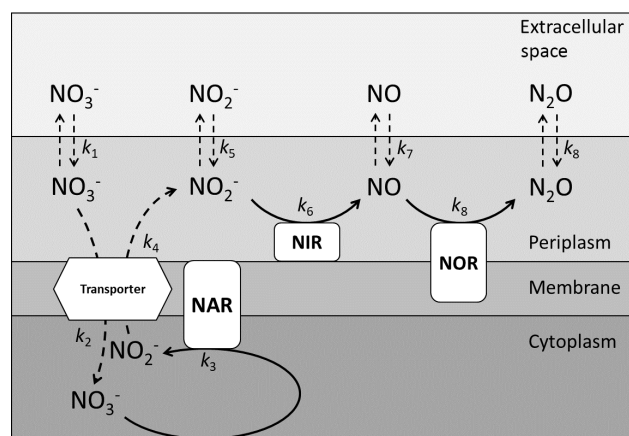 Extracellular
space
NO₃⁻ NO₂⁻ NO N₂O
k₁ k₅ k₇ k₈
NO₃⁻ NO₂⁻ NO N₂O
k₆ k₈
k₄ NIR Periplasm
NOR
Transporter NAR Membrane
k₂ NO₂⁻ k₃ Cytoplasm
NO₃⁻